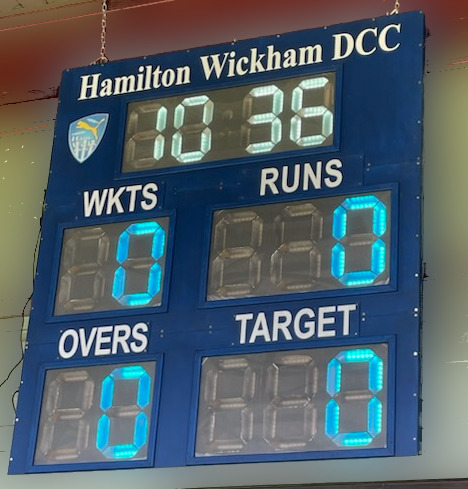 Hamilton Wickham DCC
10 36
WKTS RUNS
0 0
OVERS TARGET
0 0